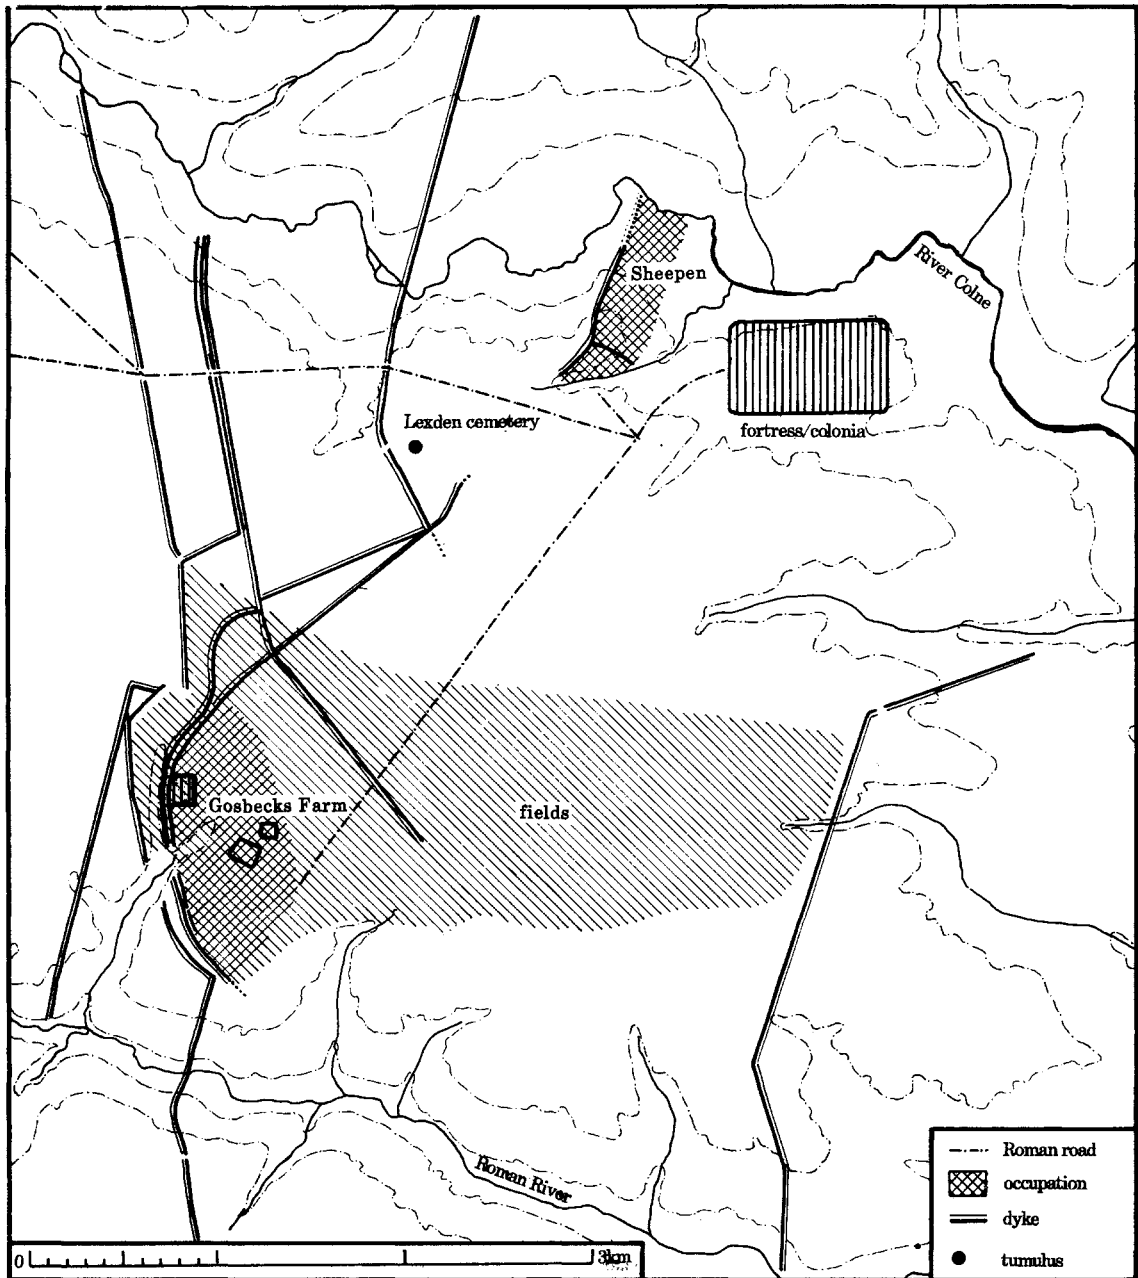 Sheepen
River Colne
Lexden cemetery
fortress/colonia
Gosbecks Farm
fields
Roman River
Roman road
occupation
dyke
tumulus
0
3km